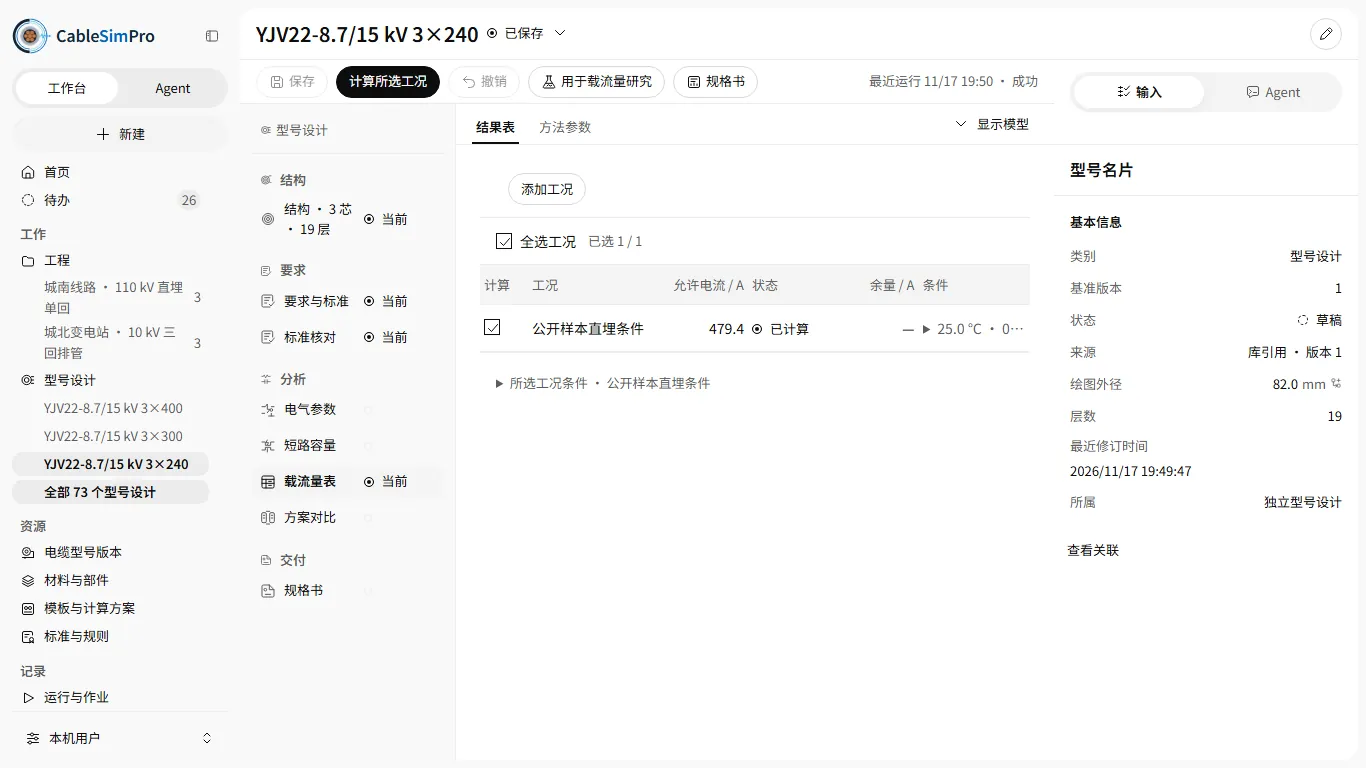 CableSimPro
工作台
Agent
新建
首页
待办
26
工作
工程
城南线路 · 110 kV 直埋
单回
3
城北变电站 · 10 kV 三
回排管
3
型号设计
YJV22-8.7/15 kV 3×400
YJV22-8.7/15 kV 3×300
YJV22-8.7/15 kV 3×240
全部 73 个型号设计
资源
电缆型号版本
材料与部件
模板与计算方案
标准与规则
记录
运行与作业
本机用户
YJV22-8.7/15 kV 3×240
已保存
保存
计算所选工况
撤销
用于载流量研究
规格书
最近运行 11/17 19:50 · 成功
型号设计
结构
结构 · 3 芯
· 19 层
当前
要求
要求与标准
当前
标准核对
当前
分析
电气参数
短路容量
载流量表
当前
方案对比
交付
规格书
结果表
方法参数
显示模型
添加工况
全选工况
已选 1 / 1
计算 工况 允许电流 / A 状态 余量 / A 条件
公开样本直埋条件 479.4 已计算 — ▶ 25.0 °C · 0…
▶ 所选工况条件 · 公开样本直埋条件
输入
Agent
型号名片
基本信息
类别 型号设计
基准版本 1
状态 草稿
来源 库引用 · 版本 1
绘图外径 82.0 mm
层数 19
最近修订时间
2026/11/17 19:49:47
所属 独立型号设计
查看关联